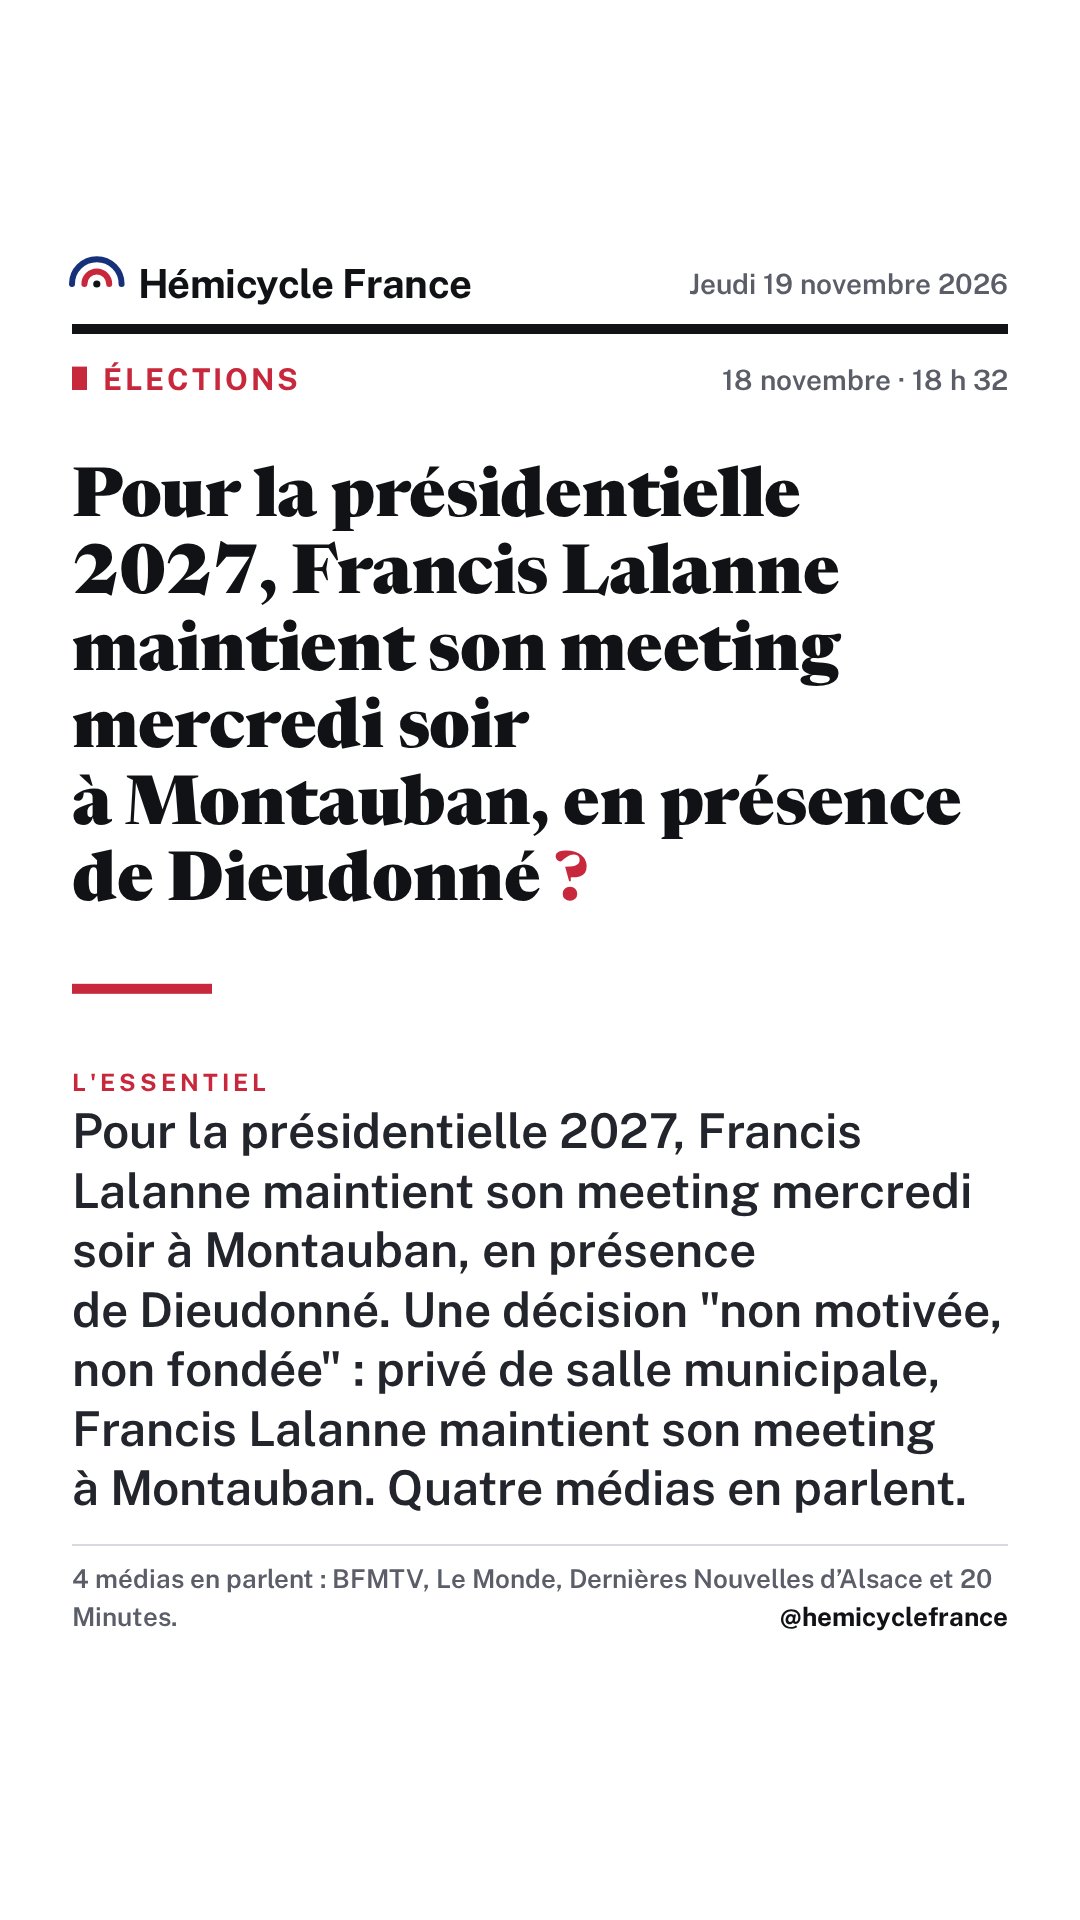 Hémicycle France
Jeudi 19 novembre 2026
ÉLECTIONS
18 novembre · 18 h 32
Pour la présidentielle
2027, Francis Lalanne
maintient son meeting
mercredi soir
à Montauban, en présence
de Dieudonné ?
L'ESSENTIEL
Pour la présidentielle 2027, Francis
Lalanne maintient son meeting mercredi
soir à Montauban, en présence
de Dieudonné. Une décision "non motivée,
non fondée" : privé de salle municipale,
Francis Lalanne maintient son meeting
à Montauban. Quatre médias en parlent.
4 médias en parlent : BFMTV, Le Monde, Dernières Nouvelles d’Alsace et 20
Minutes.
@hemicyclefrance